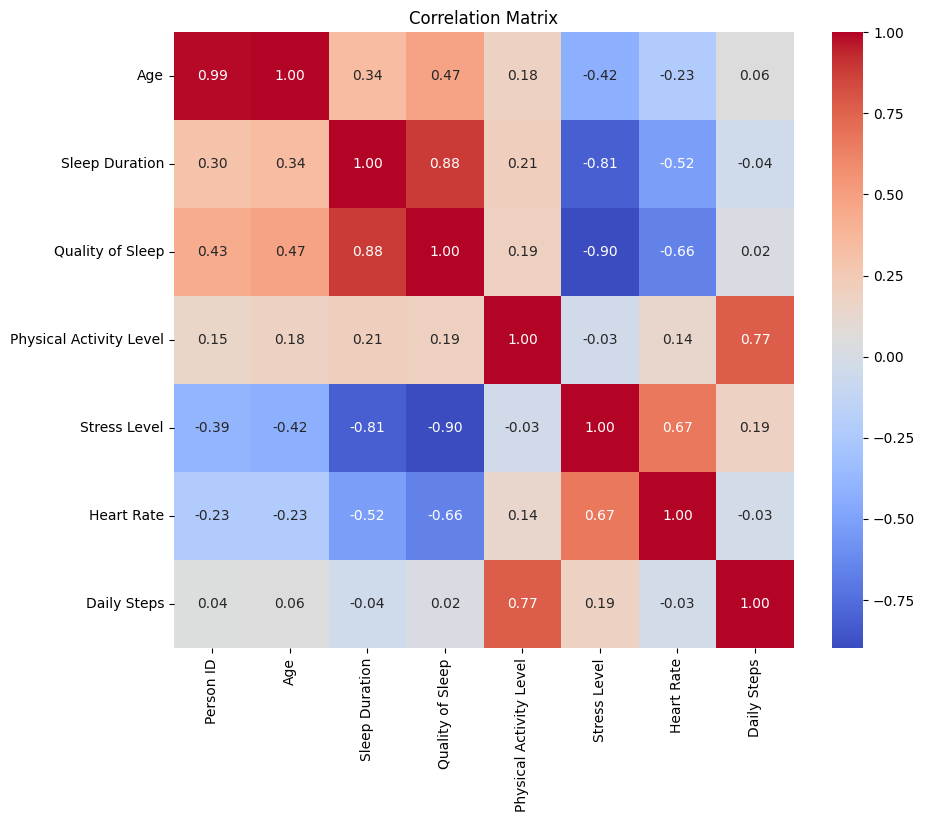 Correlation Matrix
Age 0.99 1.00 0.34 0.47 0.18 -0.42 -0.23 0.06
Sleep Duration 0.30 0.34 1.00 0.88 0.21 -0.81 -0.52 -0.04
Quality of Sleep 0.43 0.47 0.88 1.00 0.19 -0.90 -0.66 0.02
Physical Activity Level 0.15 0.18 0.21 0.19 1.00 -0.03 0.14 0.77
Stress Level -0.39 -0.42 -0.81 -0.90 -0.03 1.00 0.67 0.19
Heart Rate -0.23 -0.23 -0.52 -0.66 0.14 0.67 1.00 -0.03
Daily Steps 0.04 0.06 -0.04 0.02 0.77 0.19 -0.03 1.00
Person ID
Age
Sleep Duration
Quality of Sleep
Physical Activity Level
Stress Level
Heart Rate
Daily Steps
1.00
0.75
0.50
0.25
0.00
−0.25
−0.50
−0.75